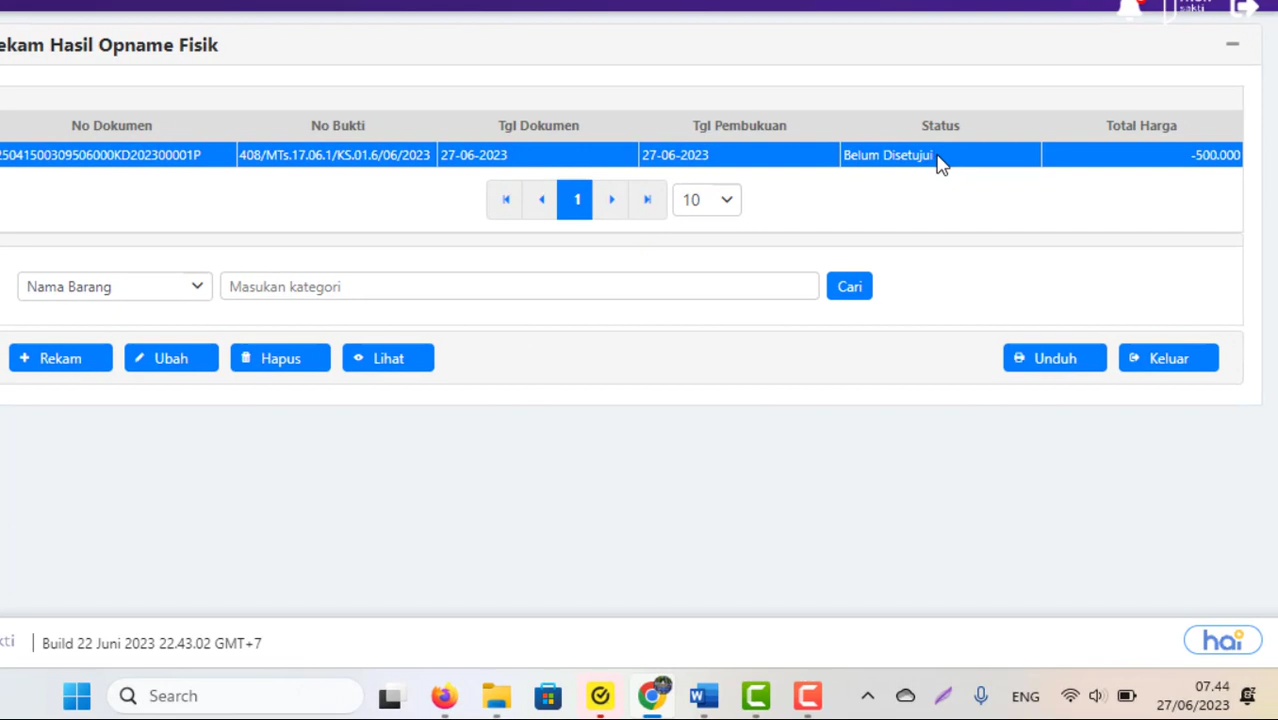 sakti
ekam Hasil Opname Fisik
No Dokumen No Bukti Tgl Dokumen Tgl Pembukuan Status Total Harga
25041500309506000KD202300001P 408/MTs.17.06.1/KS.01.6/06/2023 27-06-2023 27-06-2023 Belum Disetujui -500.000
1 10
Nama Barang Masukan kategori Cari
Rekam Ubah Hapus Lihat Unduh Keluar
kti Build 22 Juni 2023 22.43.02 GMT+7 hai
Search ENG 07.44
27/06/2023